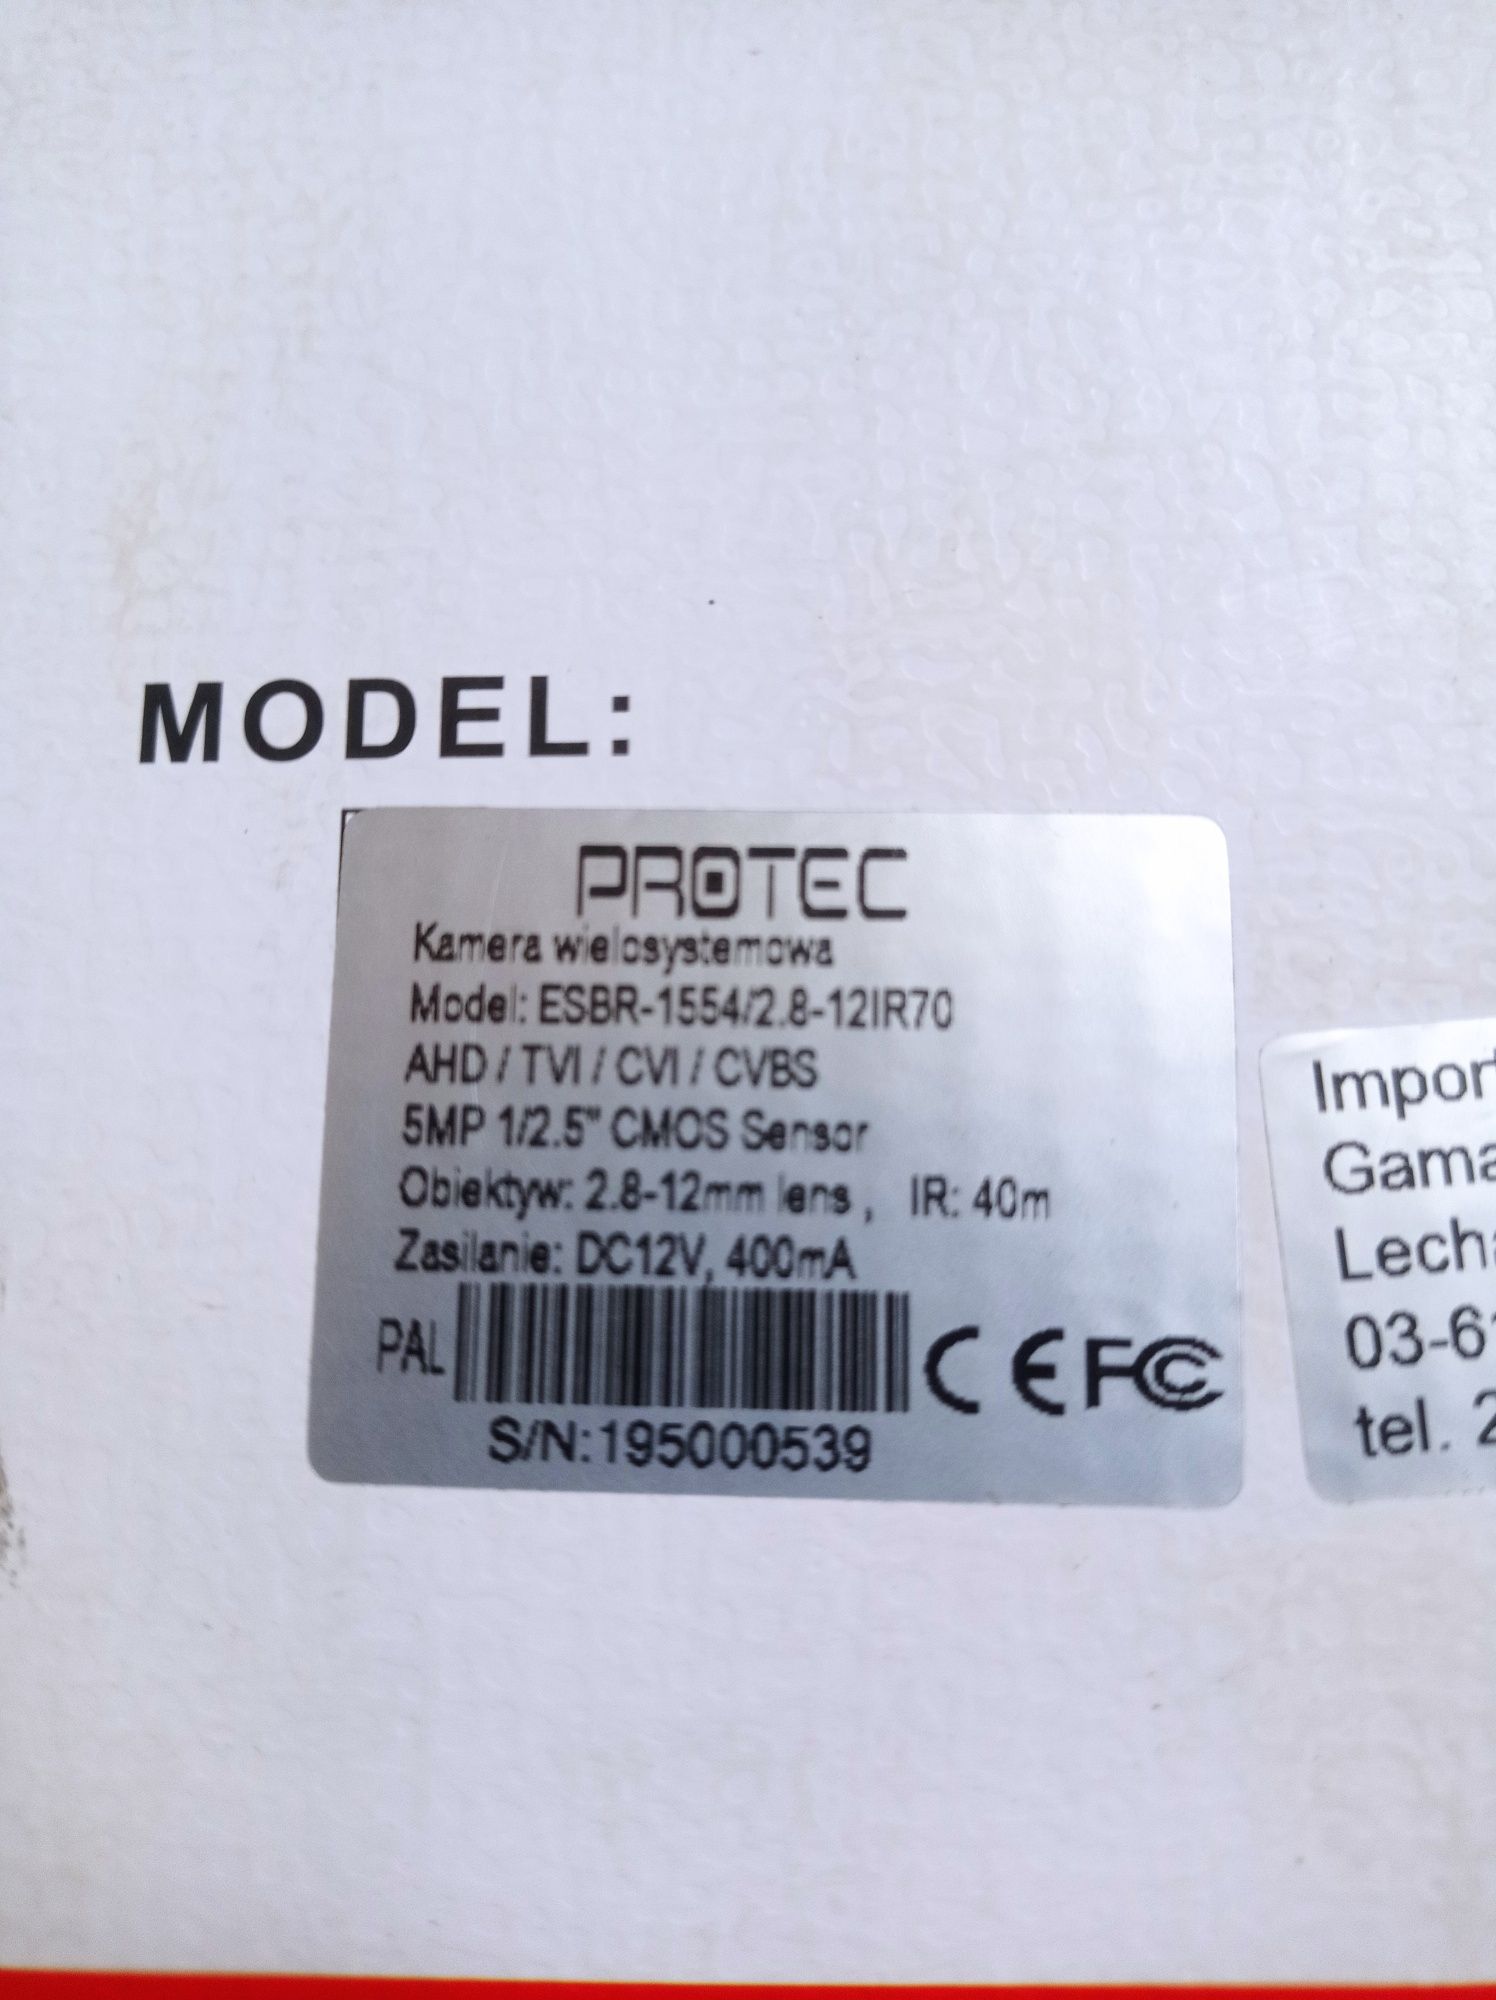 MODEL:
PROTEC
Kamera wielosystemowa
Model: ESBR-1554/2.8-12IR70
AHD / TVI / CVI / CVBS
5MP 1/2.5" CMOS Sensor
Obiektyw: 2.8-12mm lens , IR: 40m
Zasilanie: DC12V, 400mA
PAL
CE FC
S/N:195000539
Import
Gama
Lecha
03-6
tel. 2